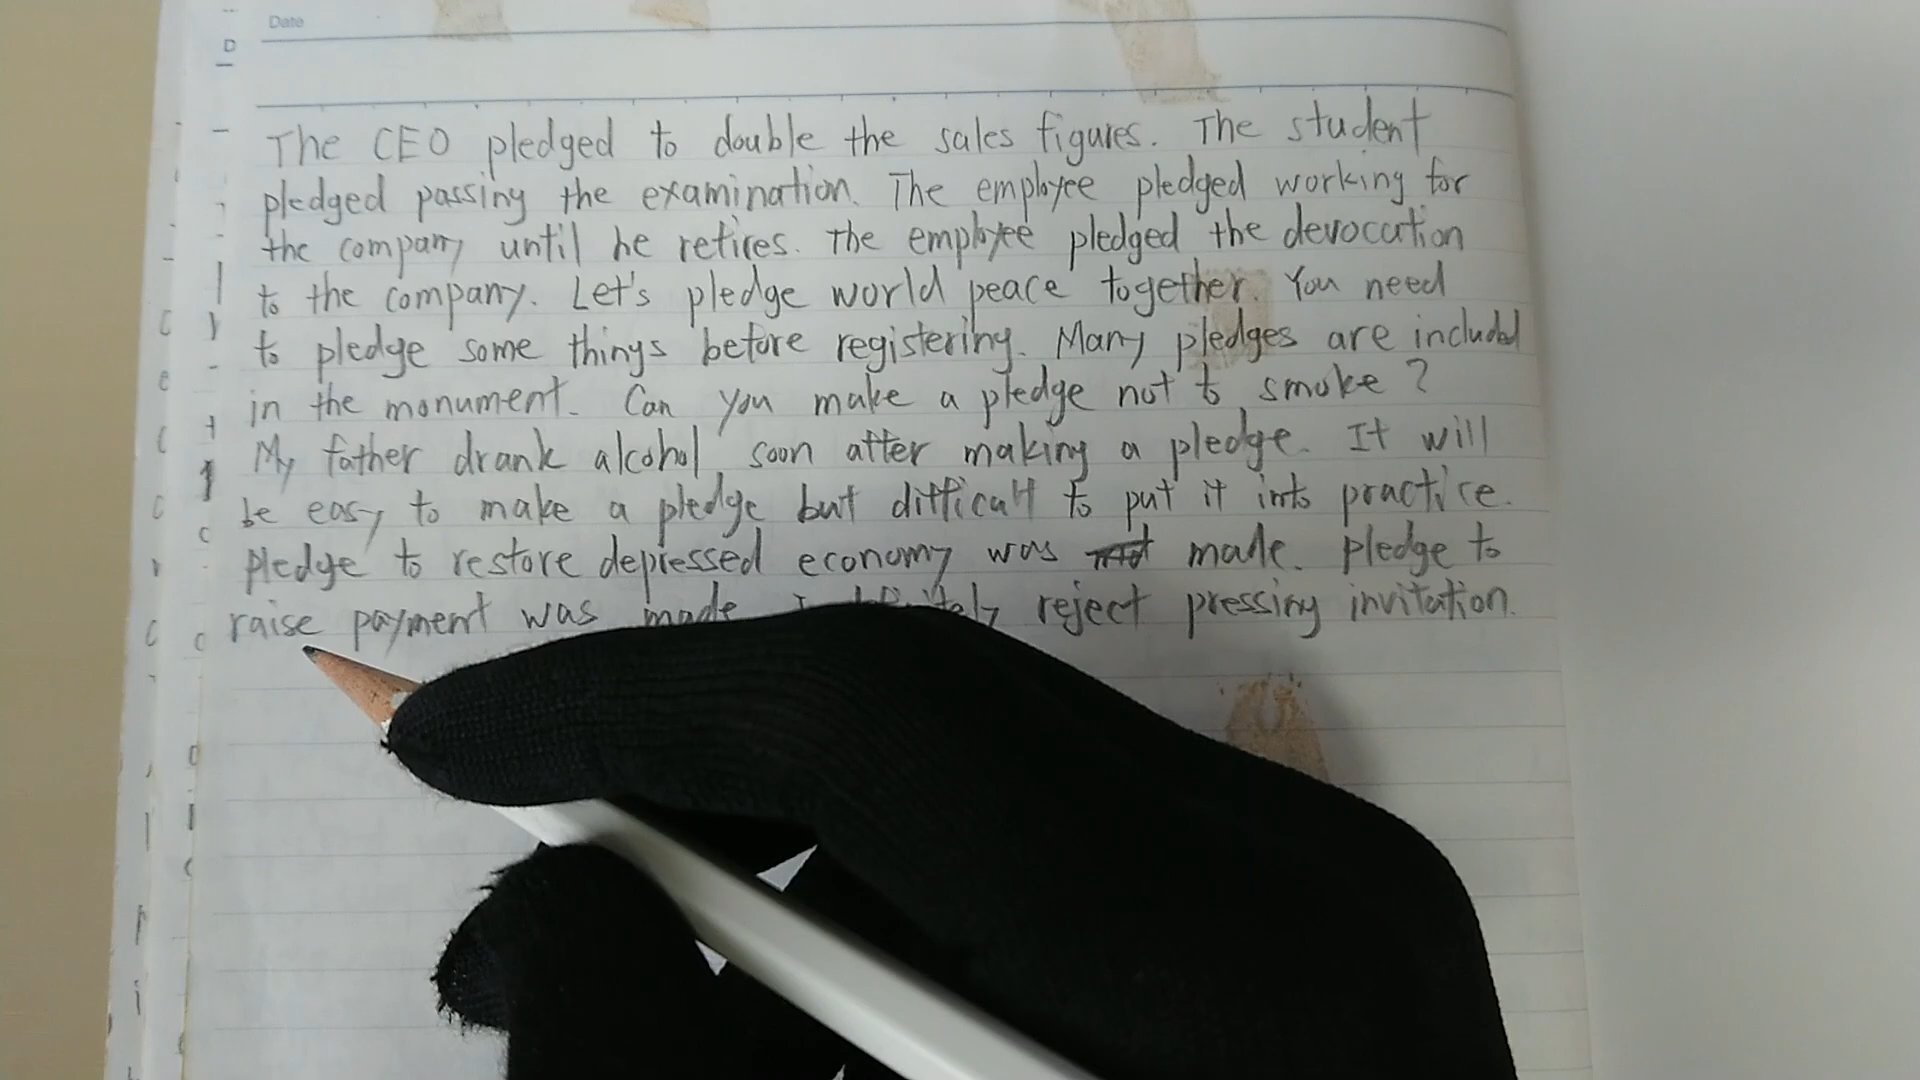 Date
D
The CEO pledged to double the sales figures. The student
pledged passing the examination. The employee pledged working for
the company until he retires. The employee pledged the devocation
to the company. Let's pledge world peace together. You need
to pledge some things before registering. Many pledges are included
in the monument. Can you make a pledge not to smoke?
My father drank alcohol soon after making a pledge. It will
be easy to make a pledge but difficult to put it into practice.
Pledge to restore depressed economy was made. Pledge to
raise payment was made. I reject pressing invitation.